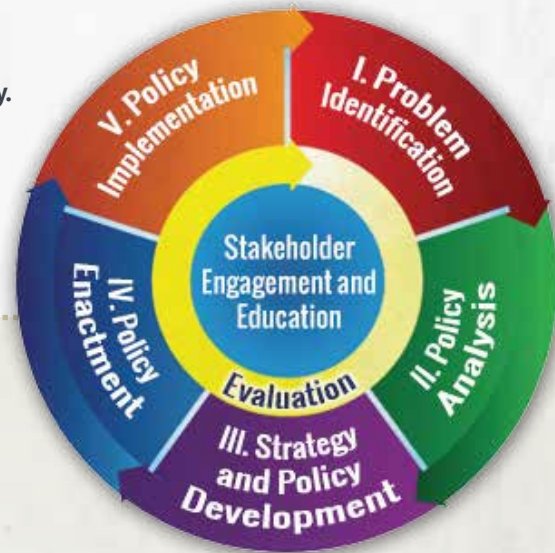 y.
I. Problem
Identification
II. Policy
Analysis
III. Strategy
and Policy
Development
IV. Policy
Enactment
V. Policy
Implementation
Stakeholder
Engagement and
Education
Evaluation